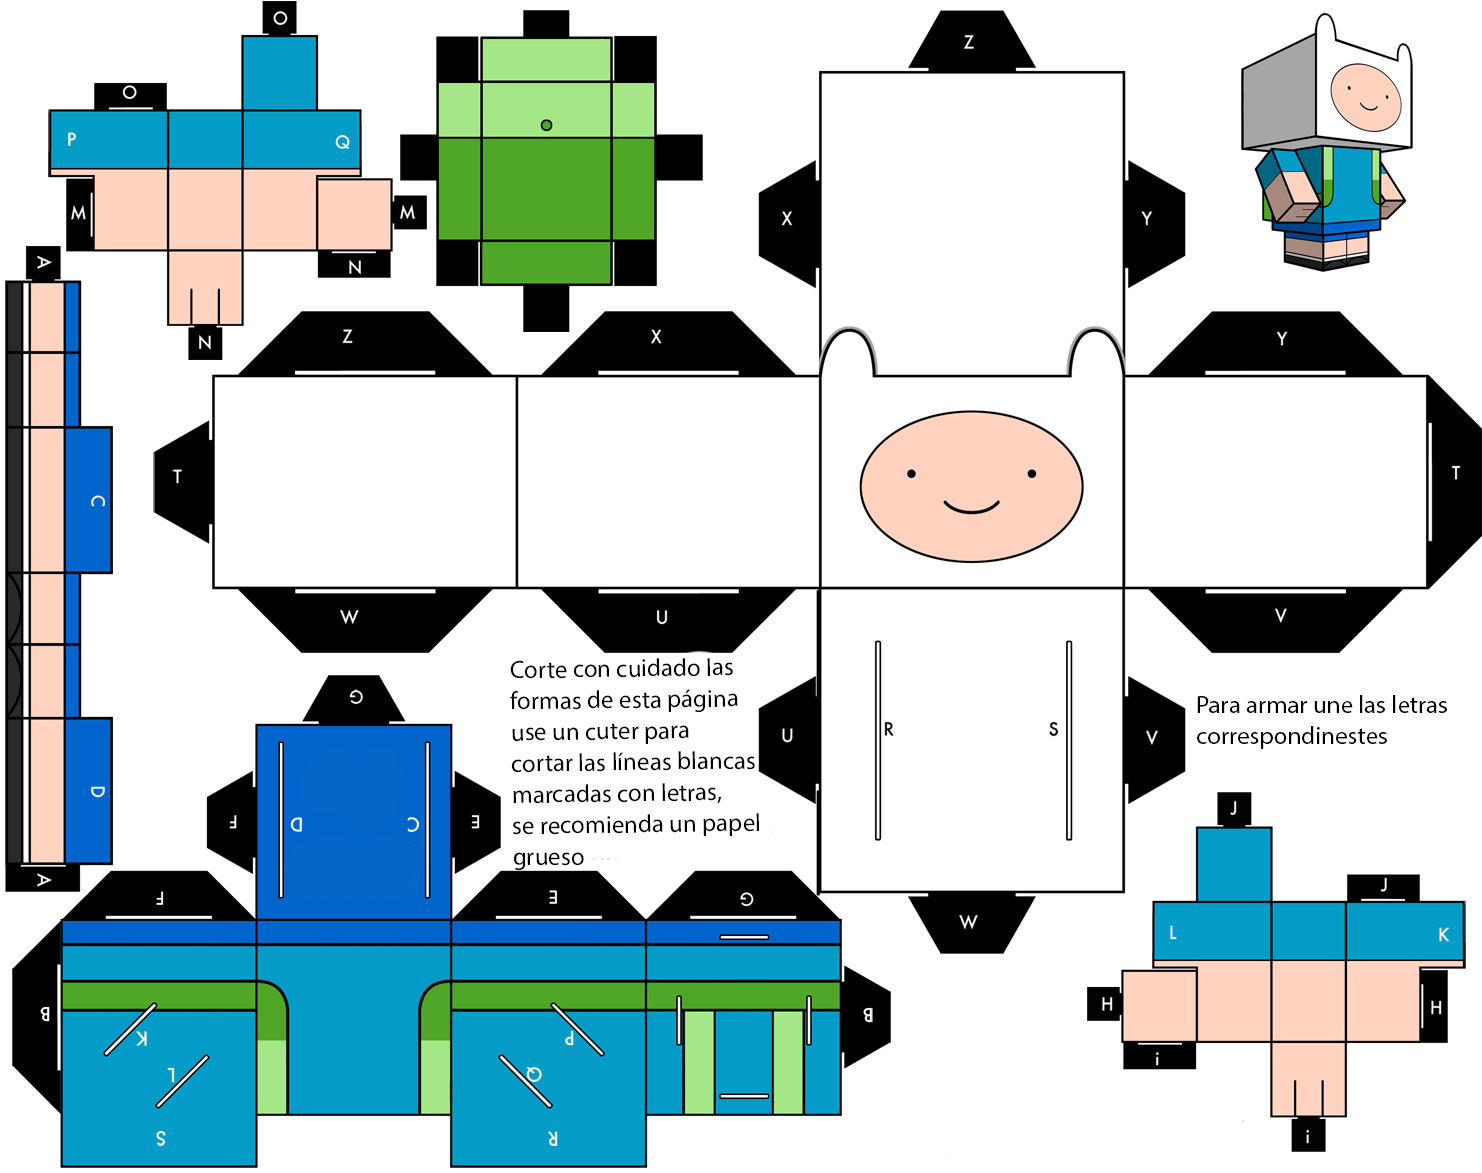 O
Z
O
P
Q
X
Y
M
M
N
A
N
Z
X
Y
T
T
C
W
U
V
Corte con cuidado las
formas de esta página
use un cuter para
cortar las líneas blancas
marcadas con letras,
se recomienda un papel
grueso
G
Para armar une las letras
correspondinestes
U
R
S
V
D
F
D
C
E
J
A
F
E
G
J
W
L
K
B
K
P
B
H
H
L
Q
i
S
R
i